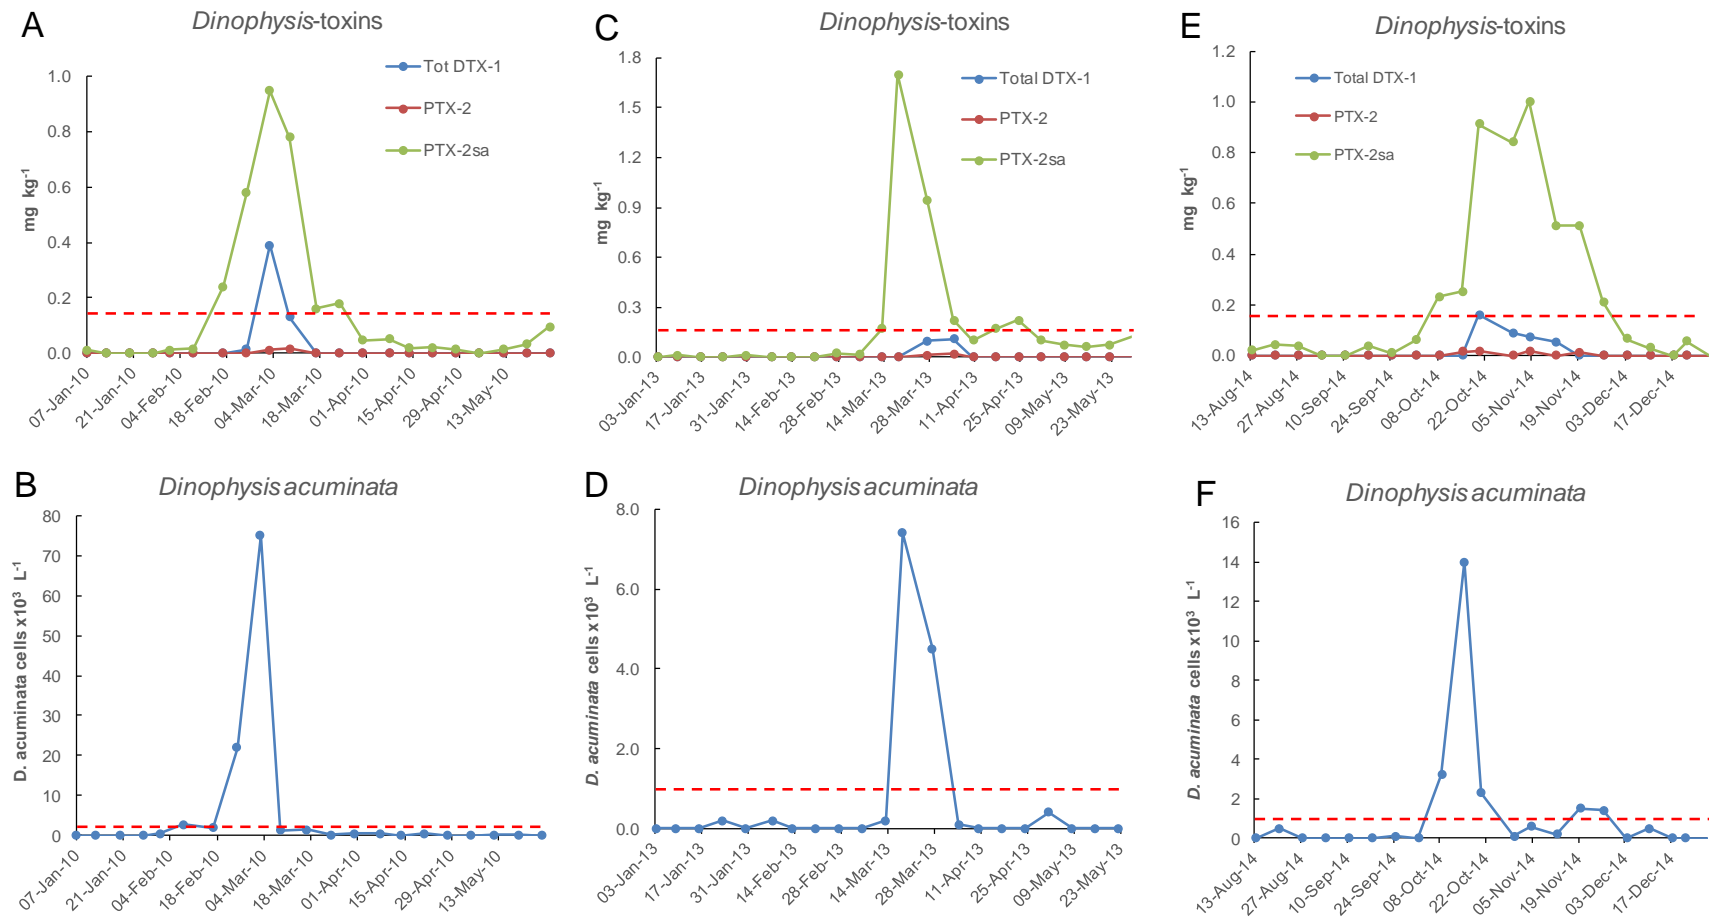 A
Dinophysis-toxins
Tot DTX-1
PTX-2
PTX-2sa
mg kg-1
1.0
0.8
0.6
0.4
0.2
0.0
07-Jan-10
21-Jan-10
04-Feb-10
18-Feb-10
04-Mar-10
18-Mar-10
01-Apr-10
15-Apr-10
29-Apr-10
13-May-10
C
Dinophysis-toxins
Total DTX-1
PTX-2
PTX-2sa
mg kg-1
1.8
1.5
1.2
0.9
0.6
0.3
0.0
03-Jan-13
17-Jan-13
31-Jan-13
14-Feb-13
28-Feb-13
14-Mar-13
28-Mar-13
11-Apr-13
25-Apr-13
09-May-13
23-May-13
E
Dinophysis-toxins
Total DTX-1
PTX-2
PTX-2sa
mg kg-1
1.2
1.0
0.8
0.6
0.4
0.2
0.0
13-Aug-14
27-Aug-14
10-Sep-14
24-Sep-14
08-Oct-14
22-Oct-14
05-Nov-14
19-Nov-14
03-Dec-14
17-Dec-14
B
Dinophysis acuminata
D. acuminata cells x10³ L-1
80
70
60
50
40
30
20
10
0
07-Jan-10
21-Jan-10
04-Feb-10
18-Feb-10
04-Mar-10
18-Mar-10
01-Apr-10
15-Apr-10
29-Apr-10
13-May-10
D
Dinophysis acuminata
D. acuminata cells x10³ L-1
8.0
6.0
4.0
2.0
0.0
03-Jan-13
17-Jan-13
31-Jan-13
14-Feb-13
28-Feb-13
14-Mar-13
28-Mar-13
11-Apr-13
25-Apr-13
09-May-13
23-May-13
F
Dinophysis acuminata
D. acuminata cells x10³ L-1
16
14
12
10
8
6
4
2
0
13-Aug-14
27-Aug-14
10-Sep-14
24-Sep-14
08-Oct-14
22-Oct-14
05-Nov-14
19-Nov-14
03-Dec-14
17-Dec-14